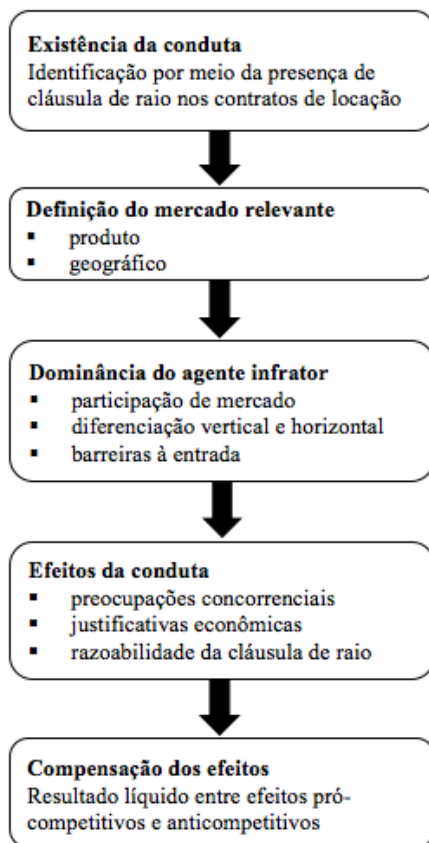 Existência da conduta
Identificação por meio da presença de
cláusula de raio nos contratos de locação
Definição do mercado relevante
▪ produto
▪ geográfico
Dominância do agente infrator
▪ participação de mercado
▪ diferenciação vertical e horizontal
▪ barreiras à entrada
Efeitos da conduta
▪ preocupações concorrenciais
▪ justificativas econômicas
▪ razoabilidade da cláusula de raio
Compensação dos efeitos
Resultado líquido entre efeitos pró-
competitivos e anticompetitivos